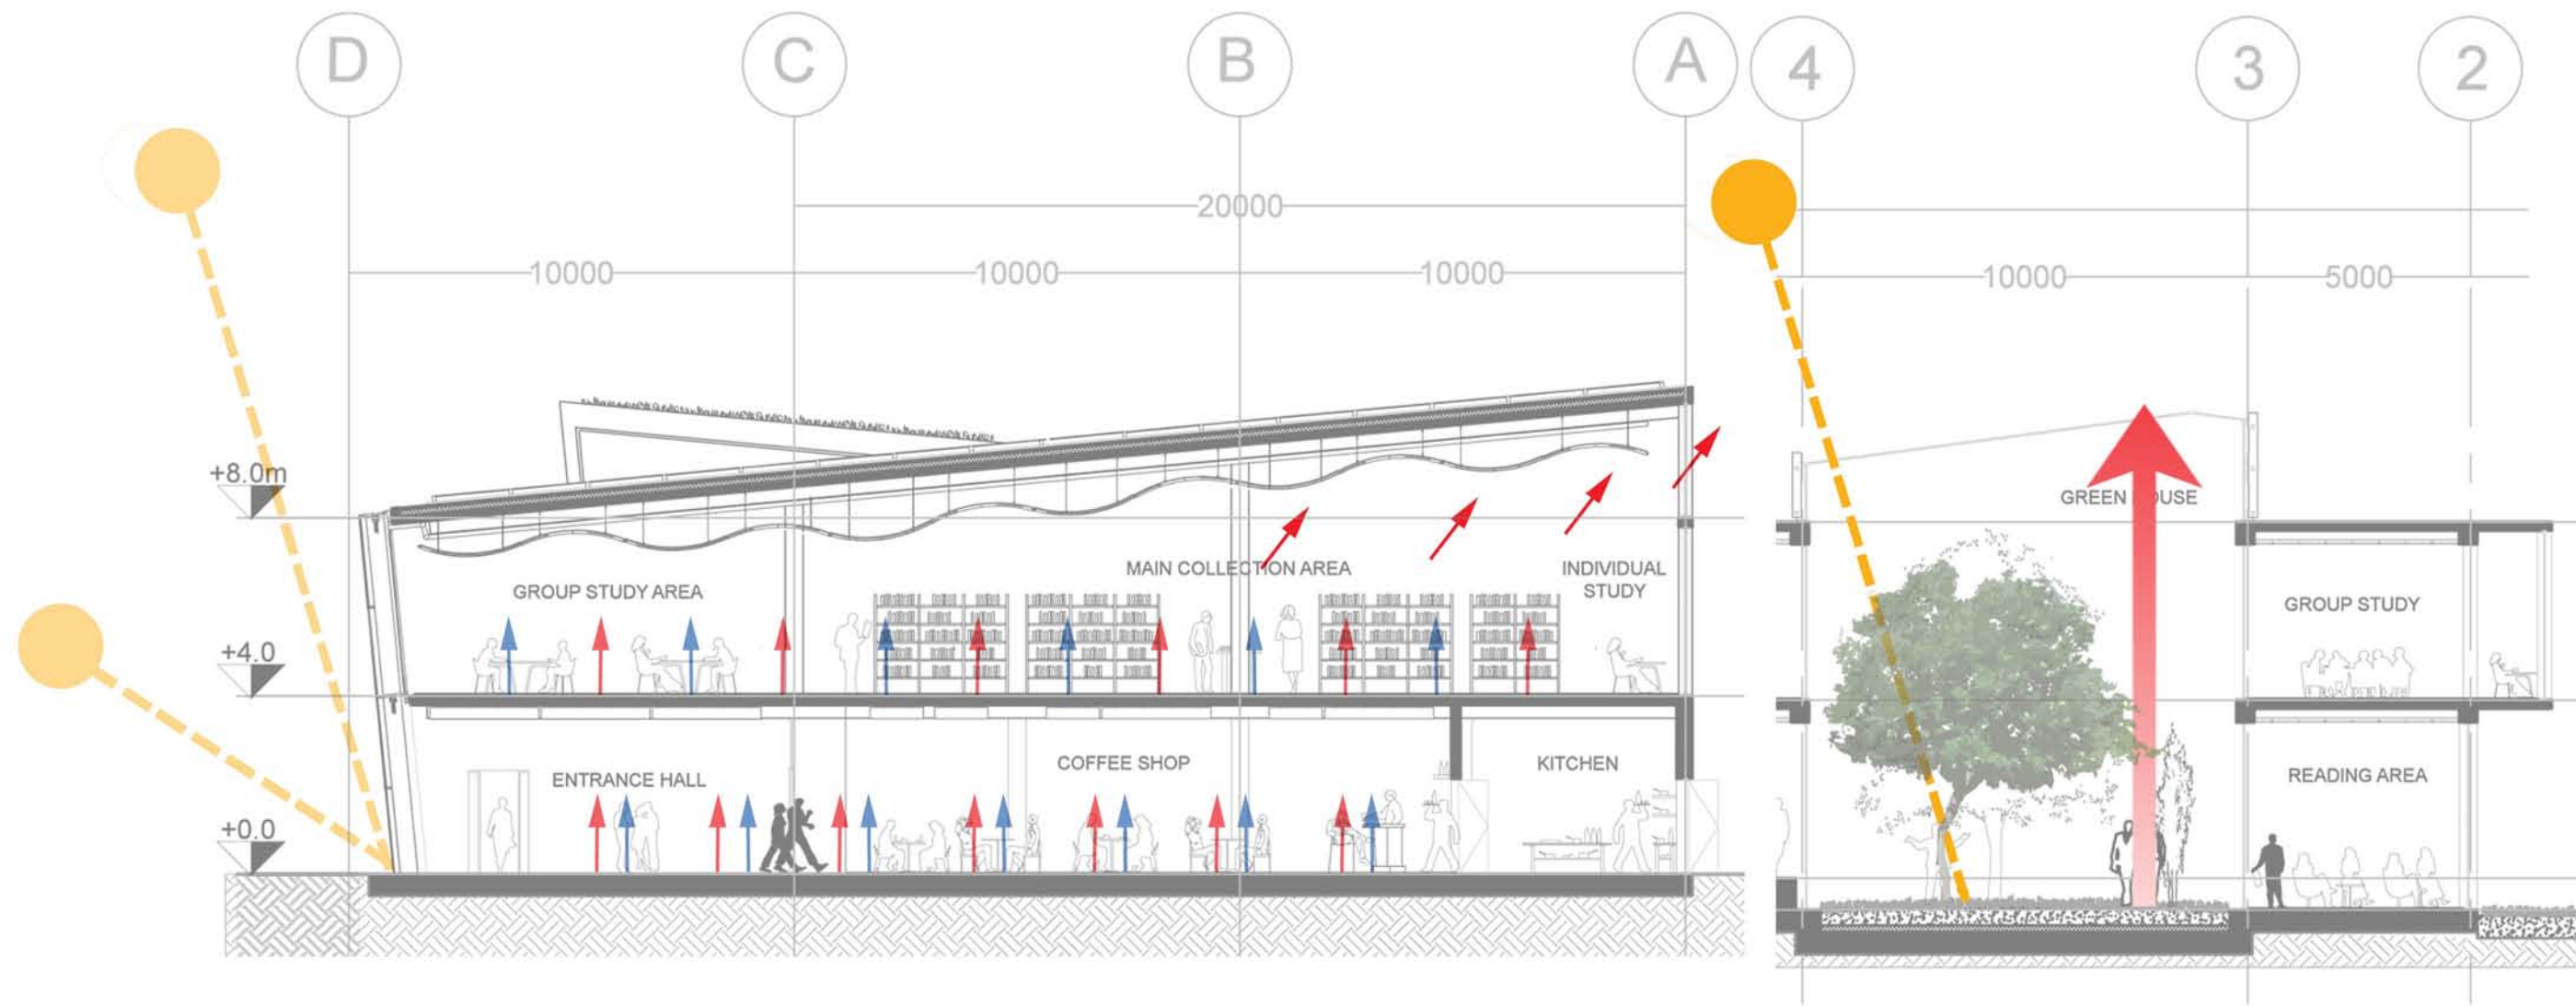 D
C
B
A
4
3
2
20000
10000
10000
10000
10000
5000
+8.0m
GREEN HOUSE
MAIN COLLECTION AREA
INDIVIDUAL
STUDY
GROUP STUDY AREA
GROUP STUDY
+4.0
COFFEE SHOP
KITCHEN
ENTRANCE HALL
READING AREA
+0.0